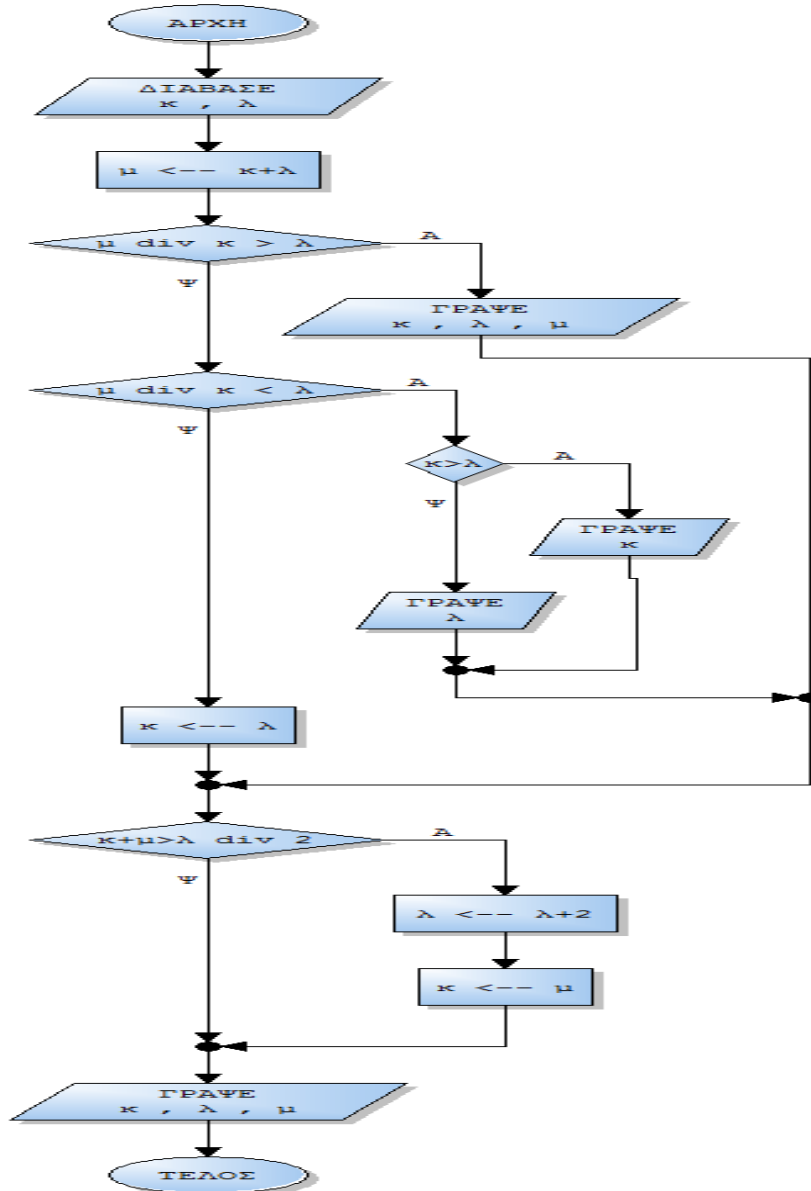 ΑΡΧΗ
ΔΙΑΒΑΣΕ
κ , λ
μ <-- κ+λ
μ div κ > λ
Α
Ψ
ΓΡΑΨΕ
κ , λ , μ
μ div κ < λ
Α
Ψ
κ>λ
Α
Ψ
ΓΡΑΨΕ
κ
ΓΡΑΨΕ
λ
κ <-- λ
κ+μ>λ div 2
Α
Ψ
λ <-- λ+2
κ <-- μ
ΓΡΑΨΕ
κ , λ , μ
ΤΕΛΟΣ